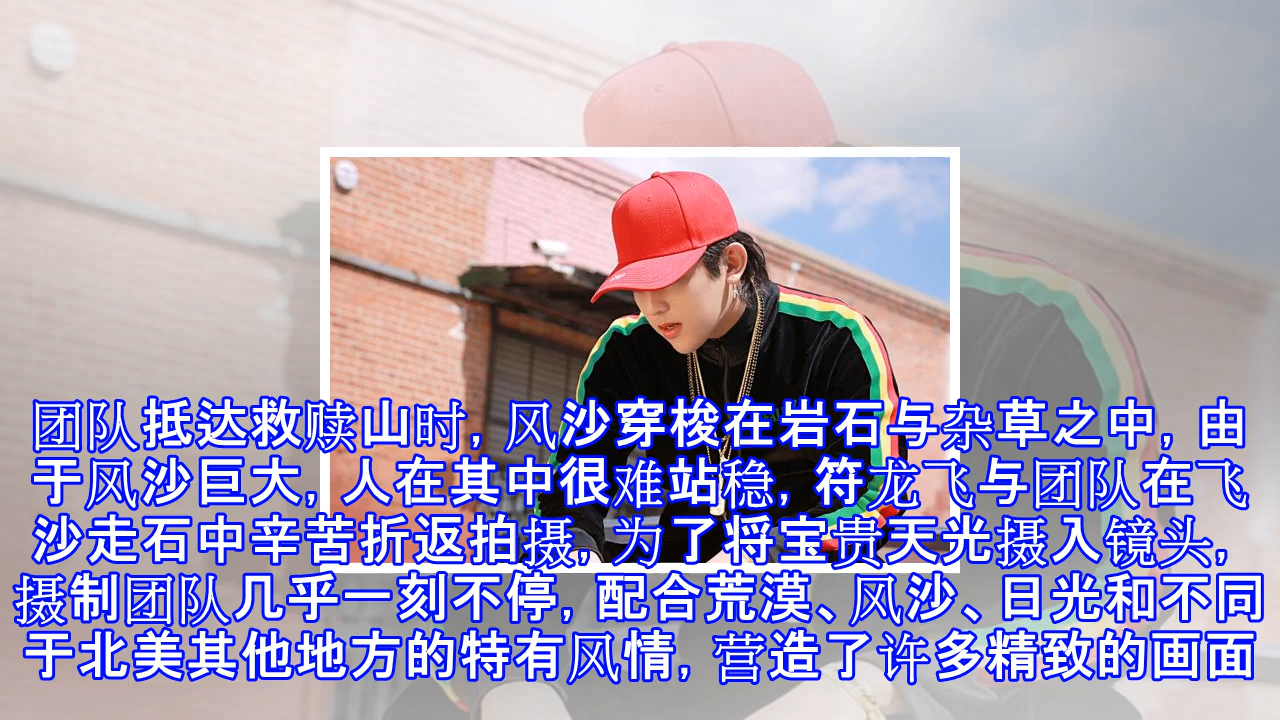 团队抵达救赎山时, 风沙穿梭在岩石与杂草之中, 由
于风沙巨大, 人在其中很难站稳, 符龙飞与团队在飞
沙走石中辛苦折返拍摄, 为了将宝贵天光摄入镜头,
摄制团队几乎一刻不停, 配合荒漠、风沙、日光和不同
于北美其他地方的特有风情, 营造了许多精致的画面